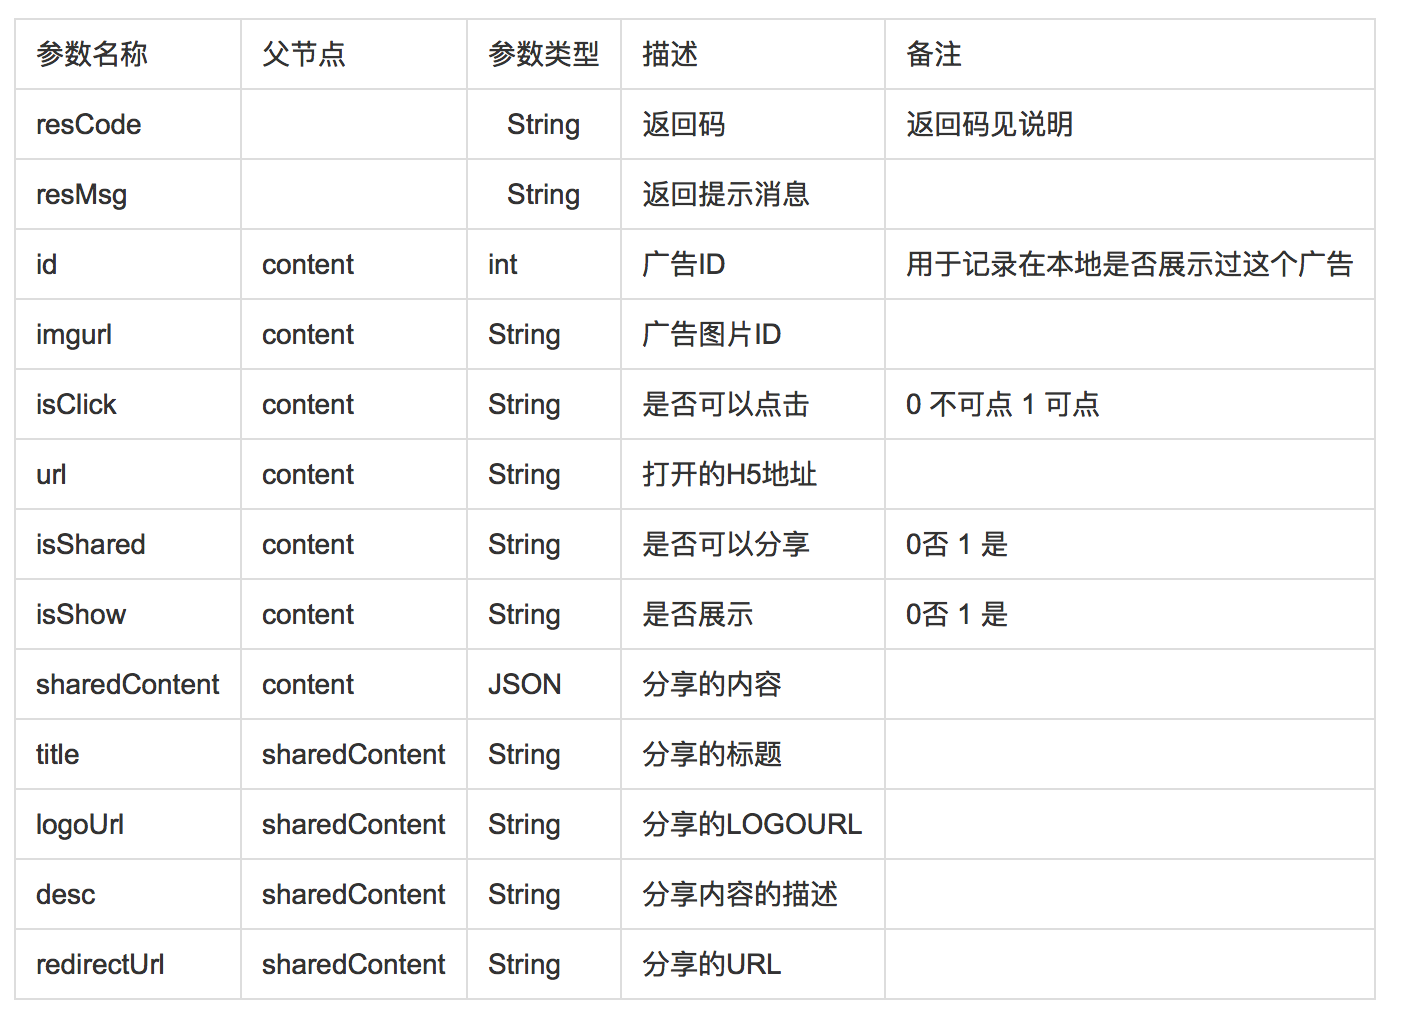 参数名称 父节点 参数类型 描述 备注
resCode String 返回码 返回码见说明
resMsg String 返回提示消息
id content int 广告ID 用于记录在本地是否展示过这个广告
imgurl content String 广告图片ID
isClick content String 是否可以点击 0 不可点 1 可点
url content String 打开的H5地址
isShared content String 是否可以分享 0否 1 是
isShow content String 是否展示 0否 1 是
sharedContent content JSON 分享的内容
title sharedContent String 分享的标题
logoUrl sharedContent String 分享的LOGOURL
desc sharedContent String 分享内容的描述
redirectUrl sharedContent String 分享的URL